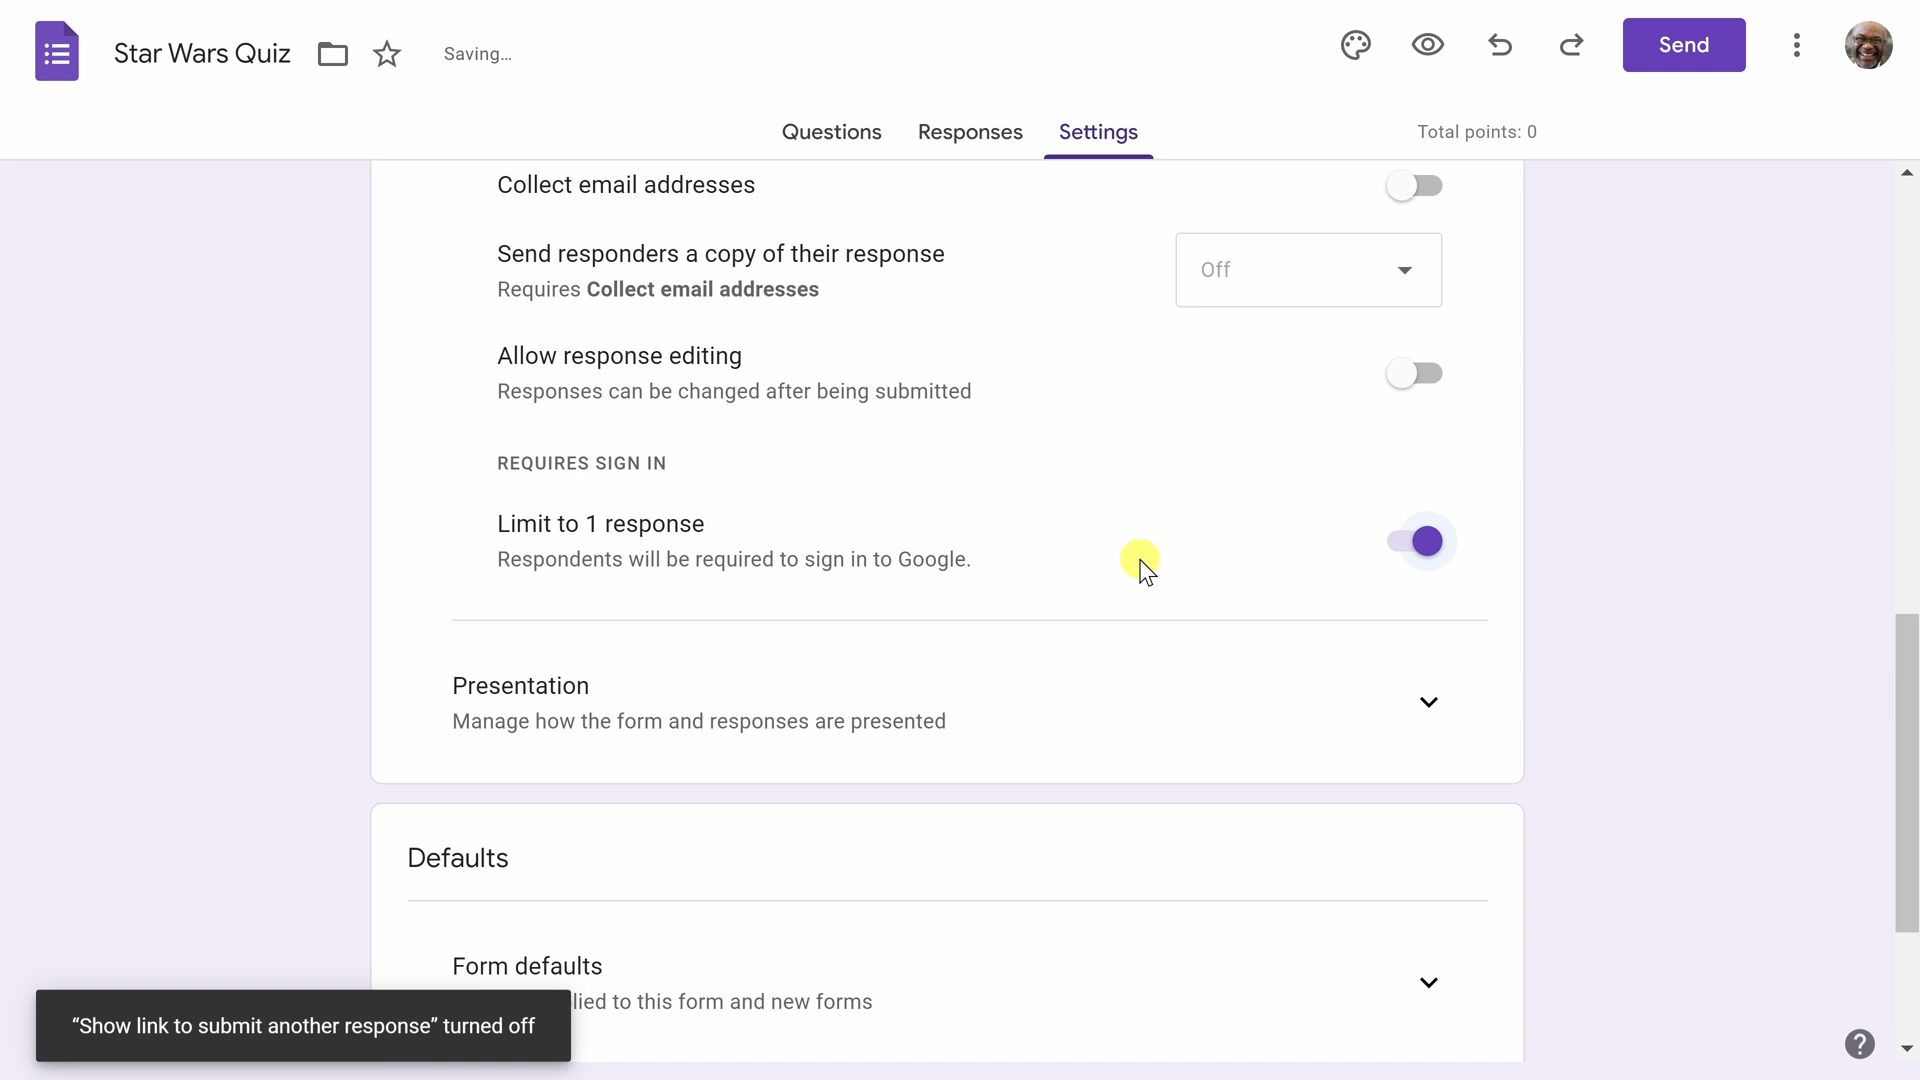 Star Wars Quiz
Saving...
Send
Questions
Responses
Settings
Total points: 0
Collect email addresses
Send responders a copy of their response
Requires Collect email addresses
Off
Allow response editing
Responses can be changed after being submitted
REQUIRES SIGN IN
Limit to 1 response
Respondents will be required to sign in to Google.
Presentation
Manage how the form and responses are presented
Defaults
Form defaults
lied to this form and new forms
“Show link to submit another response” turned off